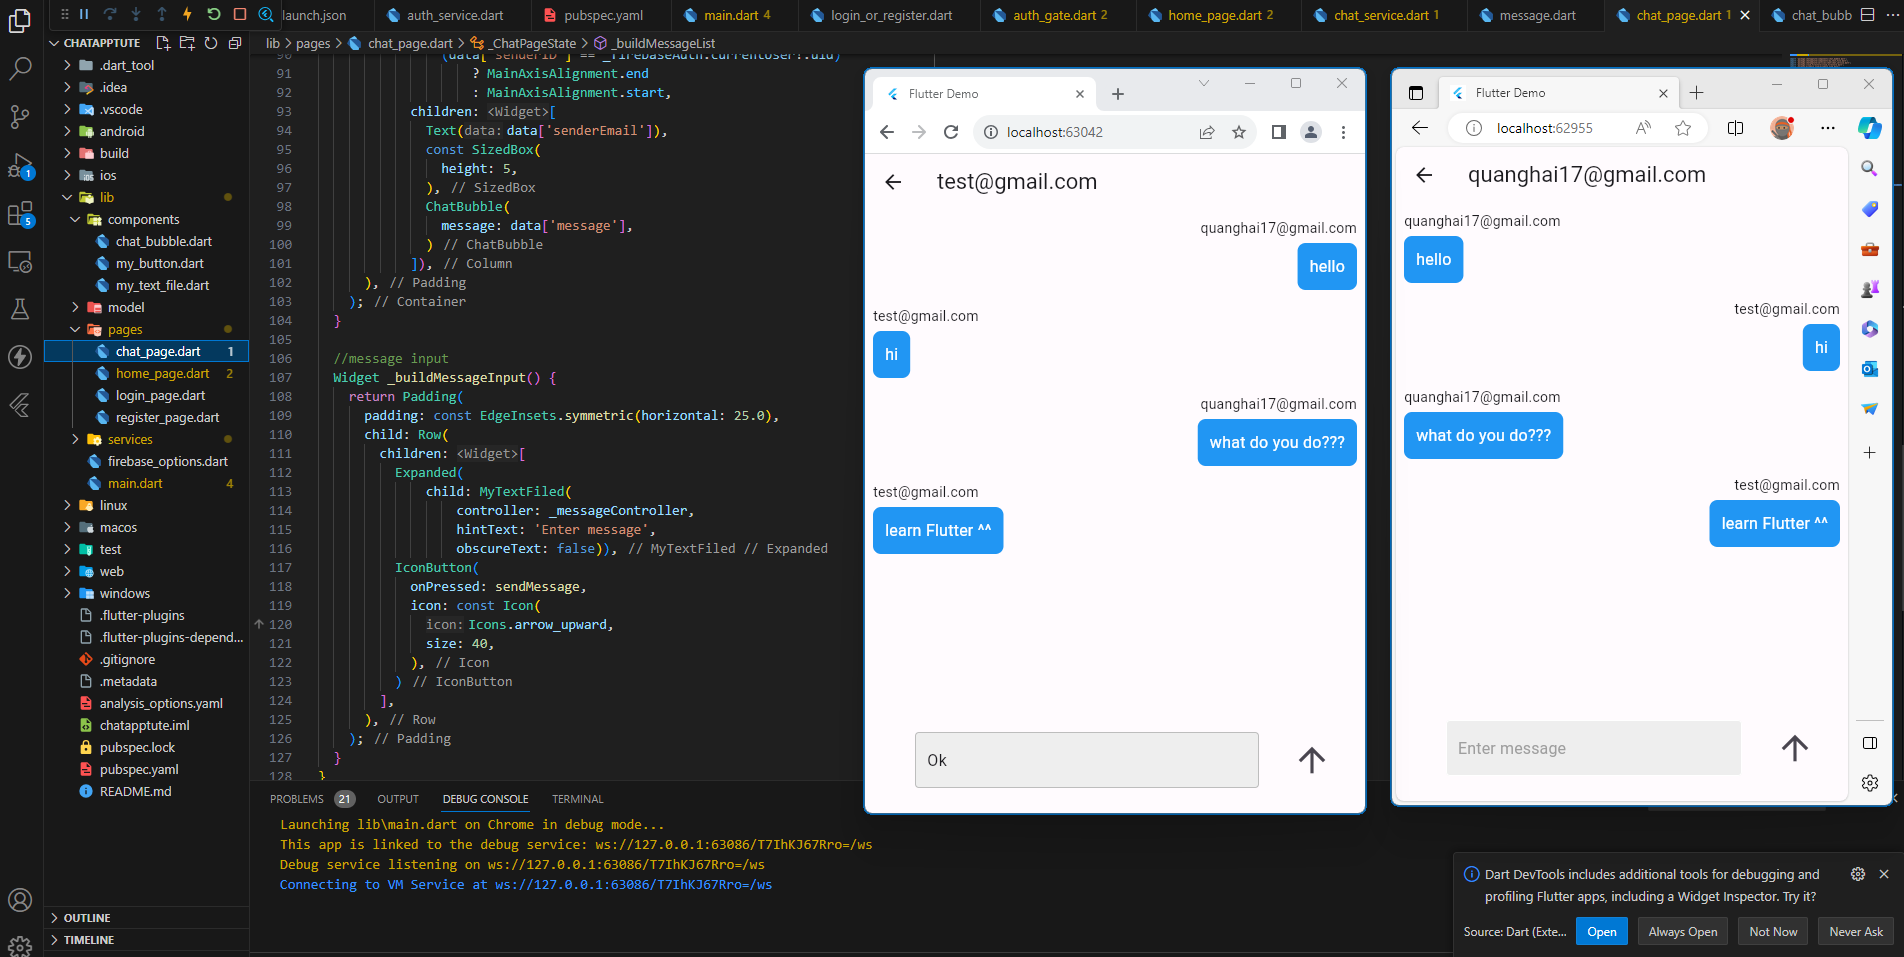 launch.json
auth_service.dart
pubspec.yaml
main.dart 4
login_or_register.dart
auth_gate.dart 2
home_page.dart 2
chat_service.dart 1
message.dart
chat_page.dart 1
chat_bubb
CHATAPPTUTE
.dart_tool
.idea
.vscode
android
build
ios
lib
components
chat_bubble.dart
my_button.dart
my_text_file.dart
model
pages
chat_page.dart 1
home_page.dart 2
login_page.dart
register_page.dart
services
firebase_options.dart
main.dart 4
linux
macos
test
web
windows
.flutter-plugins
.flutter-plugins-depend...
.gitignore
.metadata
analysis_options.yaml
chatapptute.iml
pubspec.lock
pubspec.yaml
README.md
OUTLINE
TIMELINE
1
5
lib > pages > chat_page.dart > _ChatPageState > _buildMessageList
90 (data['senderId'] == _firebaseAuth.currentUser!.uid)
91 ? MainAxisAlignment.end
92 : MainAxisAlignment.start,
93 children: <Widget>[
94 Text(data: data['senderEmail']),
95 const SizedBox(
96 height: 5,
97 ), // SizedBox
98 ChatBubble(
99 message: data['message'],
100 ) // ChatBubble
101 ]), // Column
102 ), // Padding
103 ); // Container
104 }
105
106 //message input
107 Widget _buildMessageInput() {
108 return Padding(
109 padding: const EdgeInsets.symmetric(horizontal: 25.0),
110 child: Row(
111 children: <Widget>[
112 Expanded(
113 child: MyTextFiled(
114 controller: _messageController,
115 hintText: 'Enter message',
116 obscureText: false)), // MyTextFiled // Expanded
117 IconButton(
118 onPressed: sendMessage,
119 icon: const Icon(
120 icon: Icons.arrow_upward,
121 size: 40,
122 ), // Icon
123 ) // IconButton
124 ],
125 ), // Row
126 ); // Padding
127 }
128 }
PROBLEMS 21 OUTPUT DEBUG CONSOLE TERMINAL
Launching lib\main.dart on Chrome in debug mode...
This app is linked to the debug service: ws://127.0.0.1:63086/T7IhKJ67Rro=/ws
Debug service listening on ws://127.0.0.1:63086/T7IhKJ67Rro=/ws
Connecting to VM Service at ws://127.0.0.1:63086/T7IhKJ67Rro=/ws
Flutter Demo
localhost:63042
test@gmail.com
quanghai17@gmail.com
hello
test@gmail.com
hi
quanghai17@gmail.com
what do you do???
test@gmail.com
learn Flutter ^^
Ok
Flutter Demo
localhost:62955
quanghai17@gmail.com
quanghai17@gmail.com
hello
test@gmail.com
hi
quanghai17@gmail.com
what do you do???
test@gmail.com
learn Flutter ^^
Enter message
Dart DevTools includes additional tools for debugging and
profiling Flutter apps, including a Widget Inspector. Try it?
Source: Dart (Exte...
Open
Always Open
Not Now
Never Ask